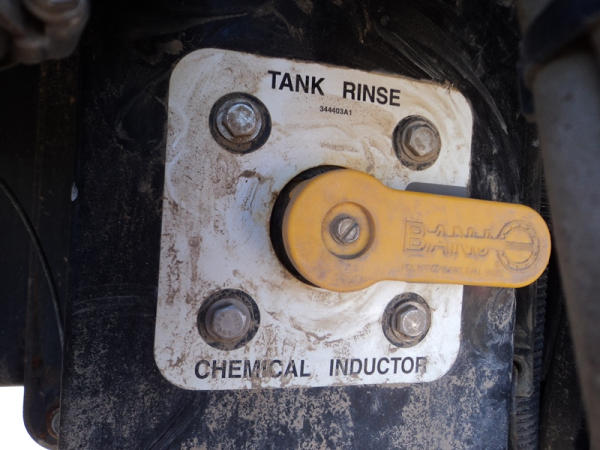 TANK RINSE
344403A1
BANJO
CHEMICAL INDUCTOR